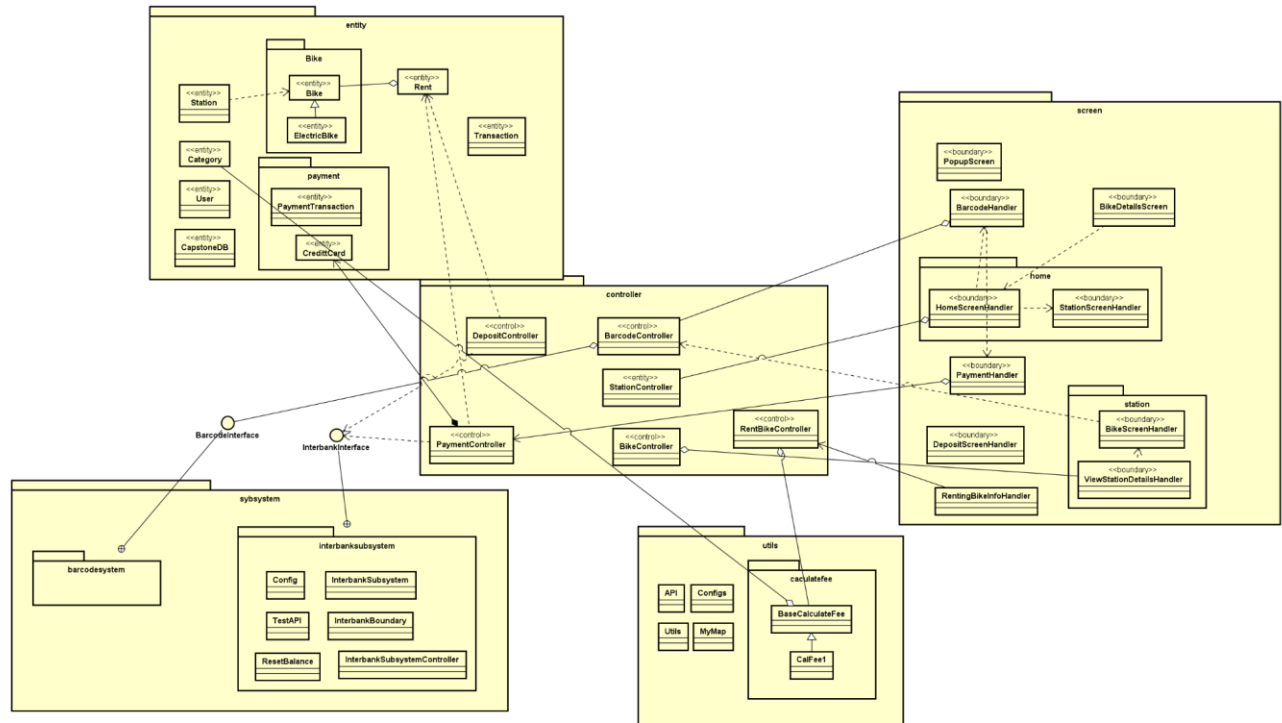 entity
Bike
<<entity>>
Bike
<<entity>>
Rent
<<entity>>
Station
<<entity>>
ElectricBIke
<<entity>>
Transaction
<<entity>>
Category
payment
<<entity>>
User
<<entity>>
PaymentTransaction
<<entity>>
CapstoneDB
<<entity>>
CredittCard
screen
<<boundary>>
PopupScreen
<<boundary>>
BarcodeHandler
<<boundary>>
BikeDetailsScreen
home
<<boundary>>
HomeScreenHandler
<<boundary>>
StationScreenHandler
<<boundary>>
PaymentHandler
station
<<boundary>>
BikeScreenHandler
<<boundary>>
DepositScreenHandler
<<boundary>>
ViewStationDetailsHandler
RentingBikeInfoHandler
controller
<<control>>
DepositController
<<control>>
BarcodeController
<<entity>>
StationController
<<control>>
RentBikeController
<<control>>
PaymentController
<<control>>
BikeController
BarcodeInterface
InterbankInterface
sybsystem
barcodesystem
interbanksubsystem
Config
InterbankSubsystem
TestAPI
InterbankBoundary
ResetBalance
InterbankSubsystemController
utils
API
Configs
Utils
MyMap
caculatefee
BaseCalculateFee
CalFee1